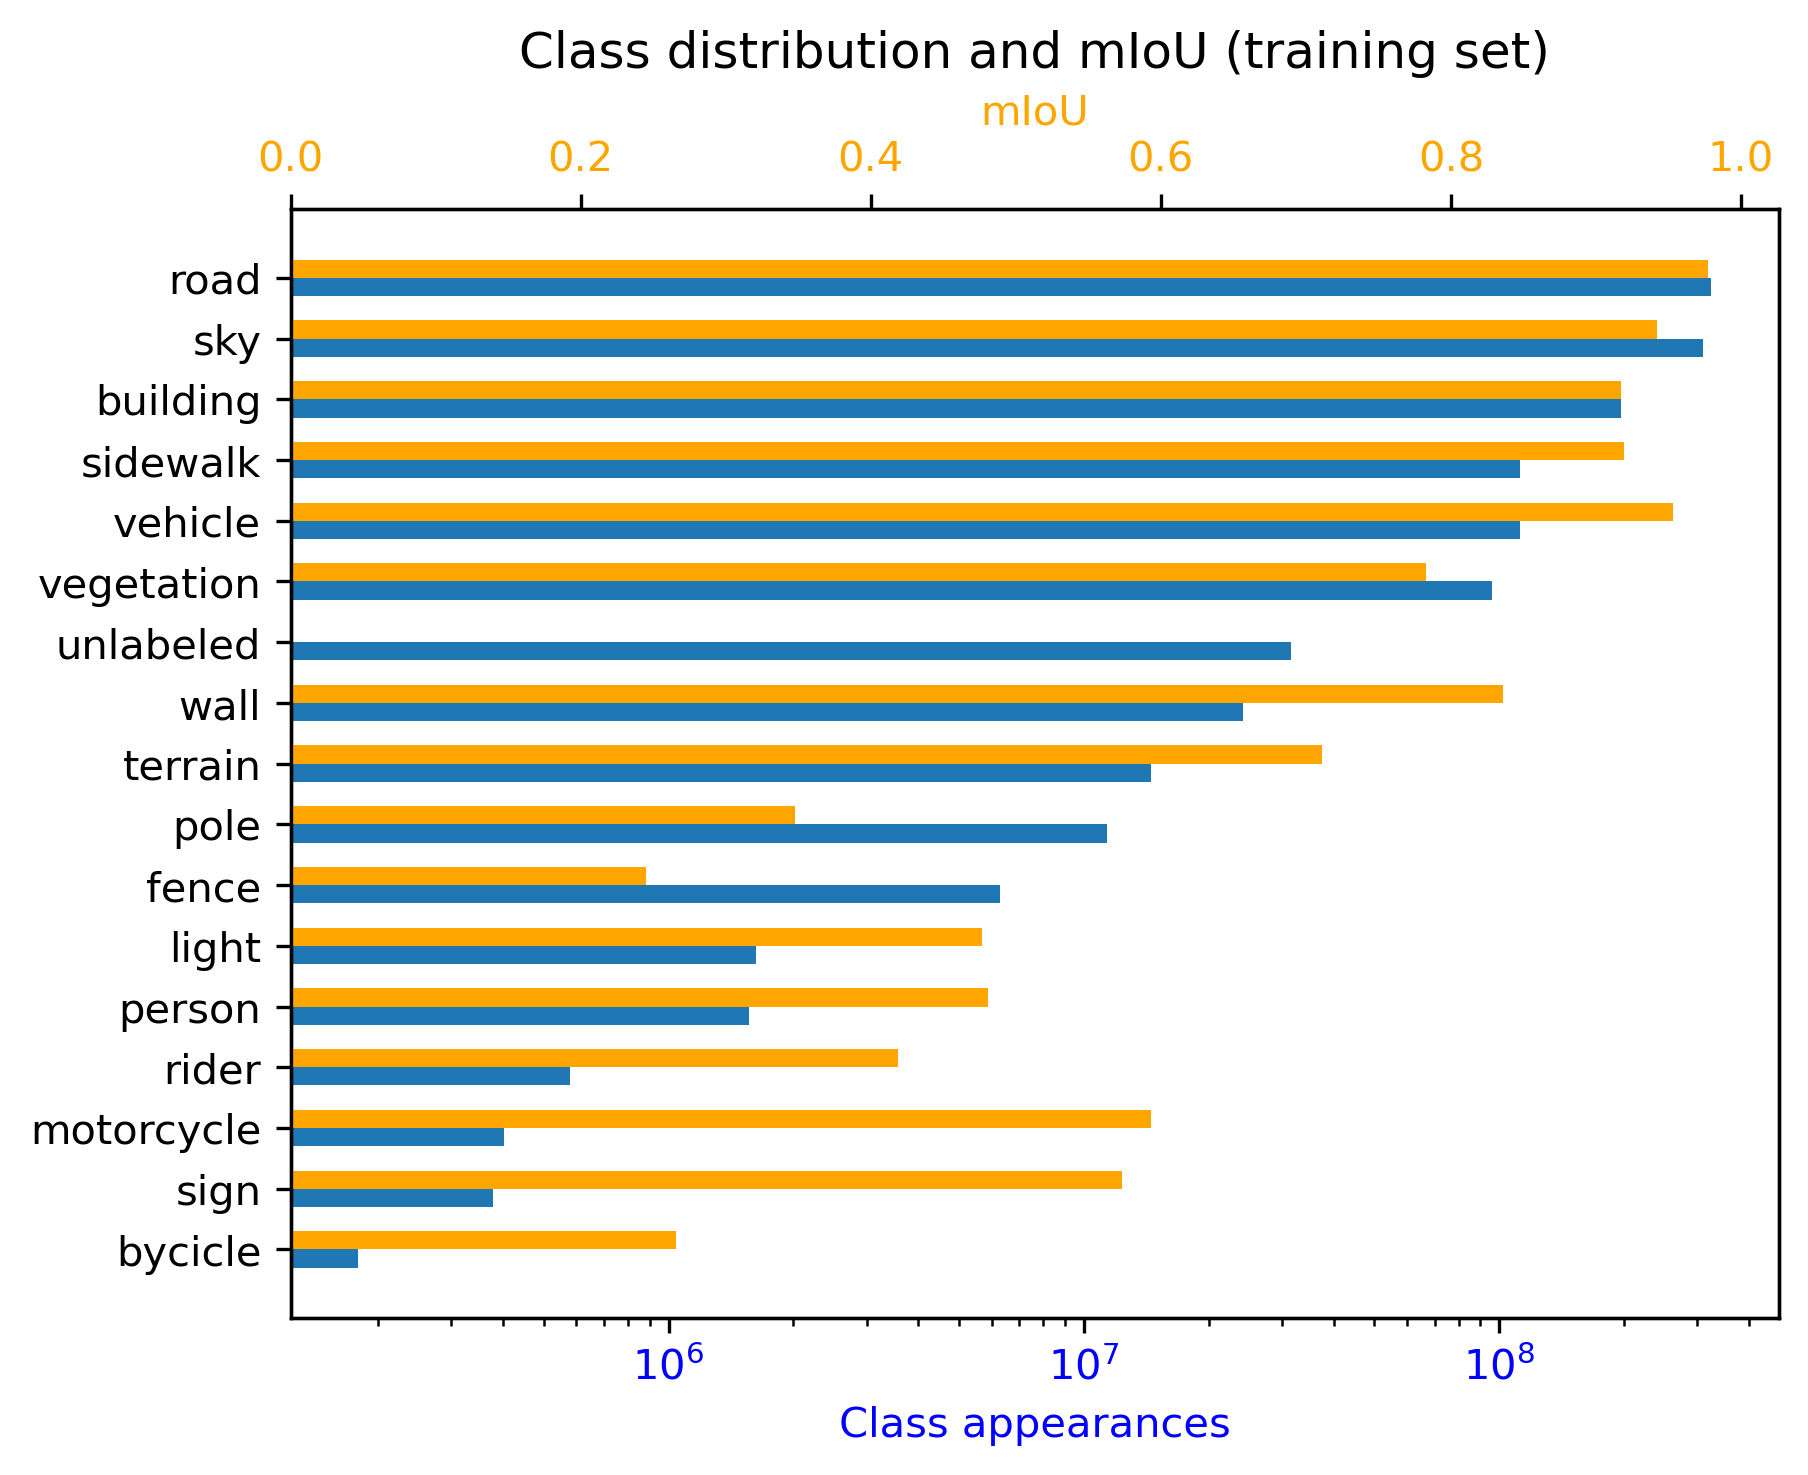 Class distribution and mIoU (training set)
mIoU
0.0 0.2 0.4 0.6 0.8 1.0
road
sky
building
sidewalk
vehicle
vegetation
unlabeled
wall
terrain
pole
fence
light
person
rider
motorcycle
sign
bycicle
10⁶ 10⁷ 10⁸
Class appearances